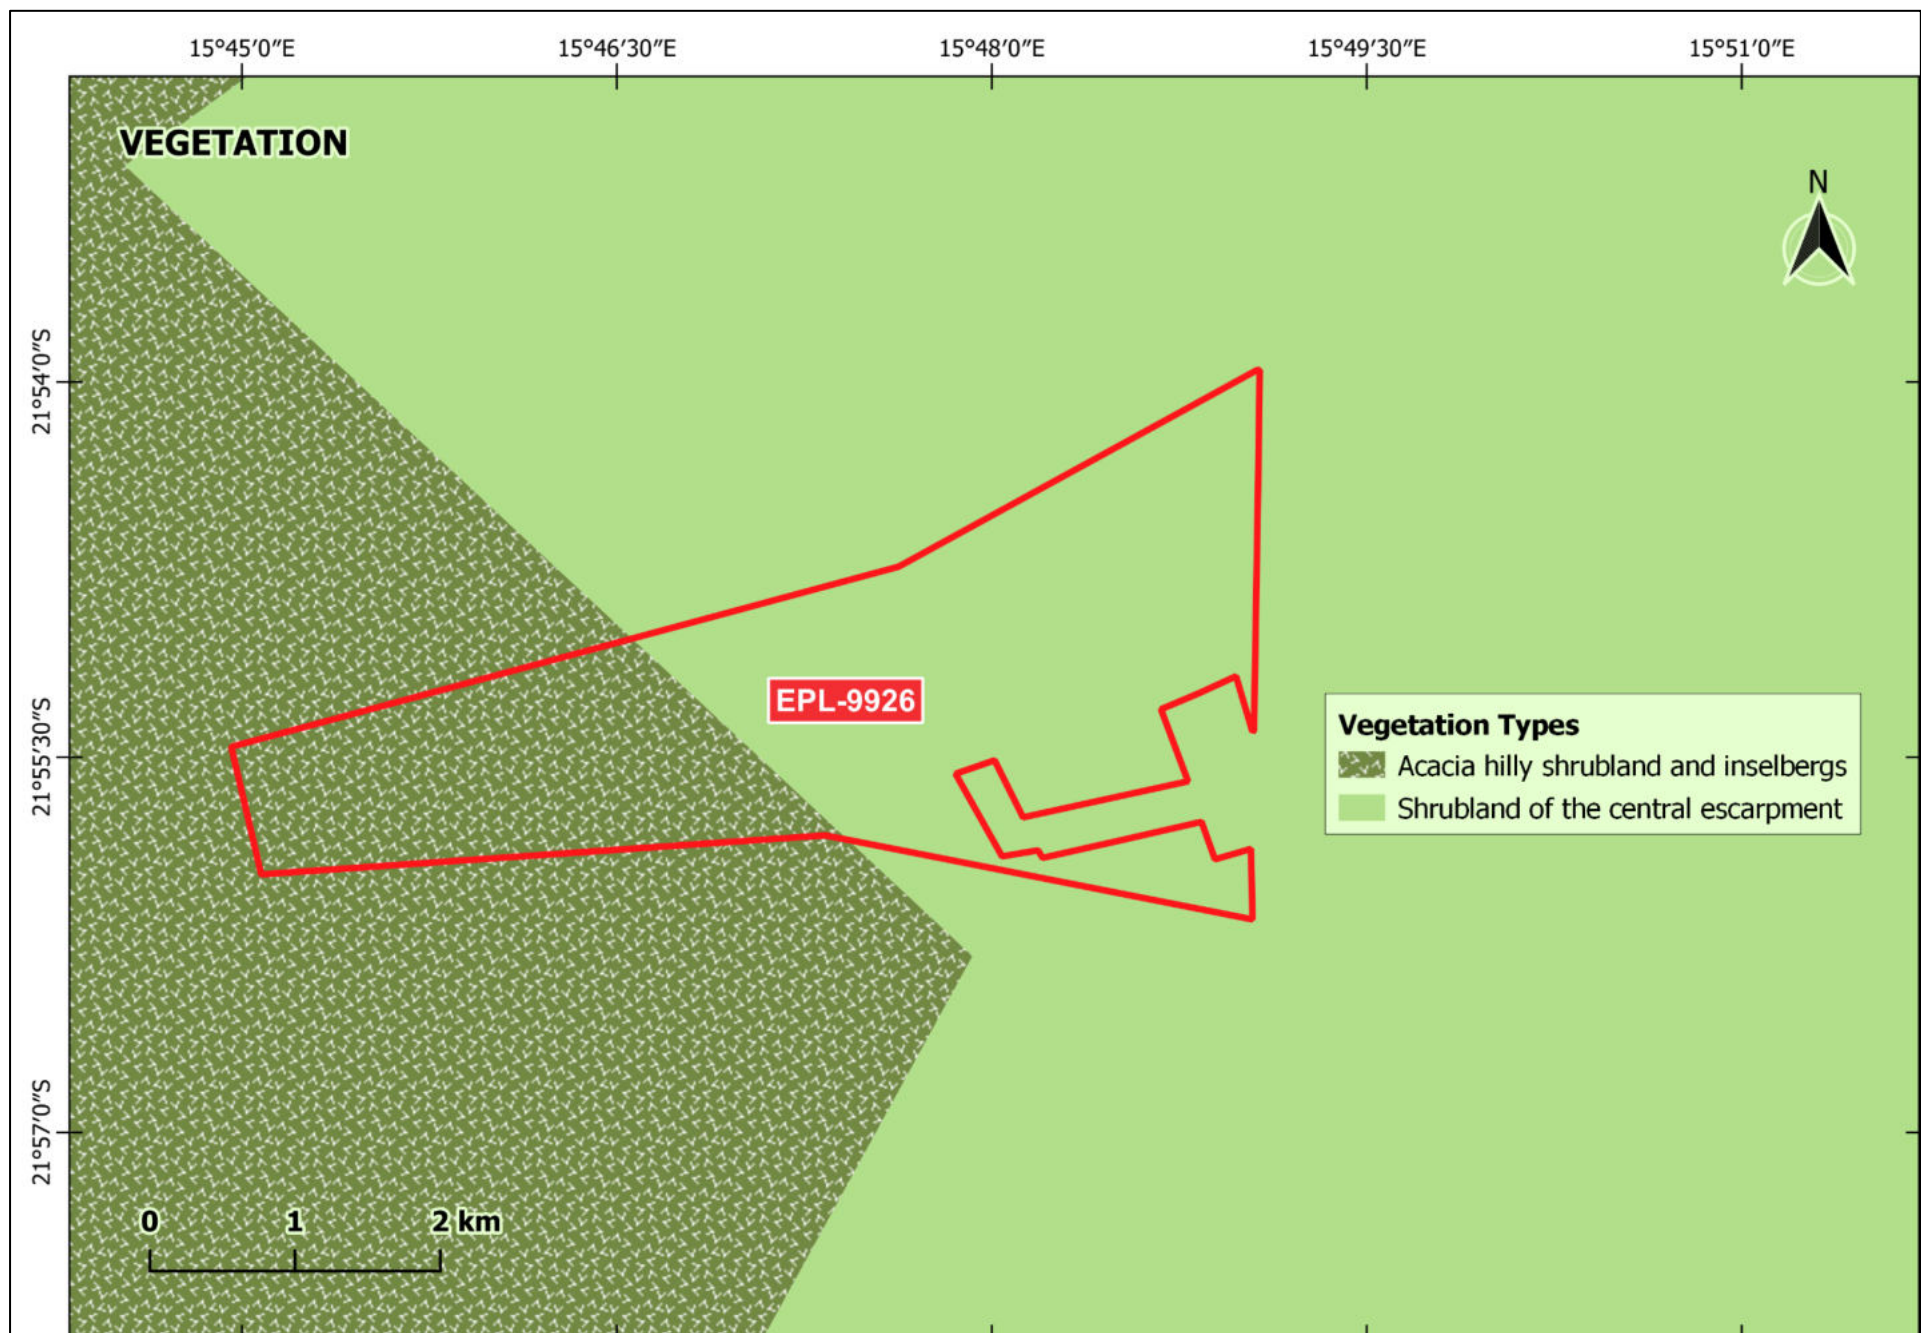 15°45′0″E
15°46′30″E
15°48′0″E
15°49′30″E
15°51′0″E
VEGETATION
N
21°54′0″S
EPL-9926
21°55′30″S
Vegetation Types
Acacia hilly shrubland and inselbergs
Shrubland of the central escarpment
21°57′0″S
0 1 2 km